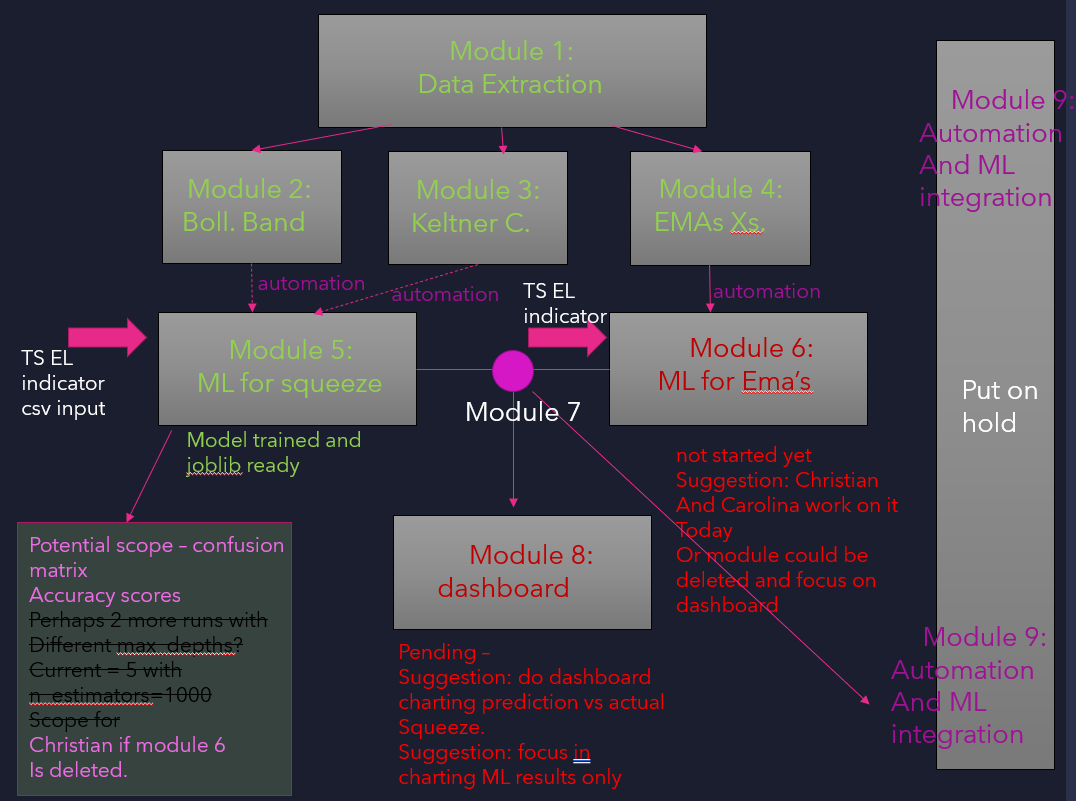 Module 1:
Data Extraction
Module 9:
Automation
And ML
integration
Module 2:
Boll. Band
Module 3:
Keltner C.
Module 4:
EMAs Xs.
automation
automation
TS EL
indicator
automation
TS EL
indicator
csv input
Module 5:
ML for squeeze
Module 7
Module 6:
ML for Ema's
Put on
hold
Model trained and
joblib ready
not started yet
Suggestion: Christian
And Carolina work on it
Today
Or module could be
deleted and focus on
dashboard
Potential scope – confusion
matrix
Accuracy scores
Perhaps 2 more runs with
Different max_depths?
Current = 5 with
n_estimators=1000
Scope for
Christian if module 6
Is deleted.
Module 8:
dashboard
Pending –
Suggestion: do dashboard
charting prediction vs actual
Squeeze.
Suggestion: focus in
charting ML results only
Module 9:
Automation
And ML
integration